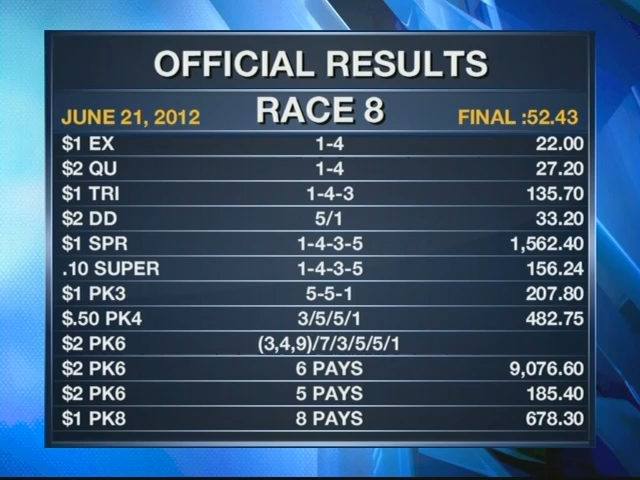 OFFICIAL RESULTS
JUNE 21, 2012 RACE 8 FINAL :52.43
$1 EX 1-4 22.00
$2 QU 1-4 27.20
$1 TRI 1-4-3 135.70
$2 DD 5/1 33.20
$1 SPR 1-4-3-5 1,562.40
.10 SUPER 1-4-3-5 156.24
$1 PK3 5-5-1 207.80
$.50 PK4 3/5/5/1 482.75
$2 PK6 (3,4,9)/7/3/5/5/1
$2 PK6 6 PAYS 9,076.60
$2 PK6 5 PAYS 185.40
$1 PK8 8 PAYS 678.30